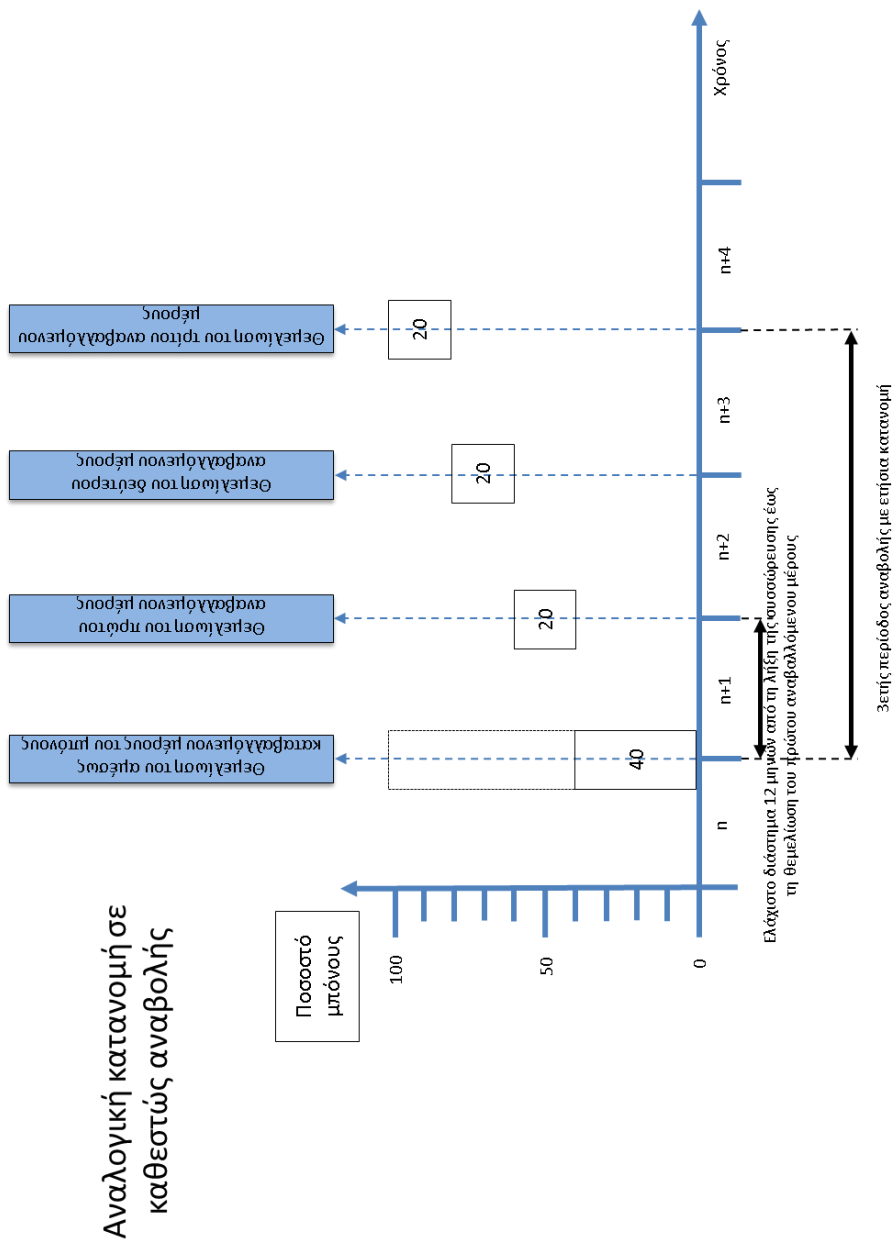 Αναλογική κατανομή σε
καθεστώς αναβολής
Ποσοστό
μπόνους
Θεμελίωση του αμέσως
καταβαλλόμενου μέρους του μπόνους
Θεμελίωση του πρώτου
αναβαλλόμενου μέρους
Θεμελίωση του δεύτερου
αναβαλλόμενου μέρους
Θεμελίωση του τρίτου αναβαλλόμενου
μέρους
100
50
0
40
20
20
20
n
n+1
n+2
n+3
n+4
Χρόνος
Ελάχιστο διάστημα 12 μηνών από τη λήξη της συσσώρευσης έως
τη θεμελίωση του πρώτου αναβαλλόμενου μέρους
3ετής περίοδος αναβολής με ετήσια κατανομή